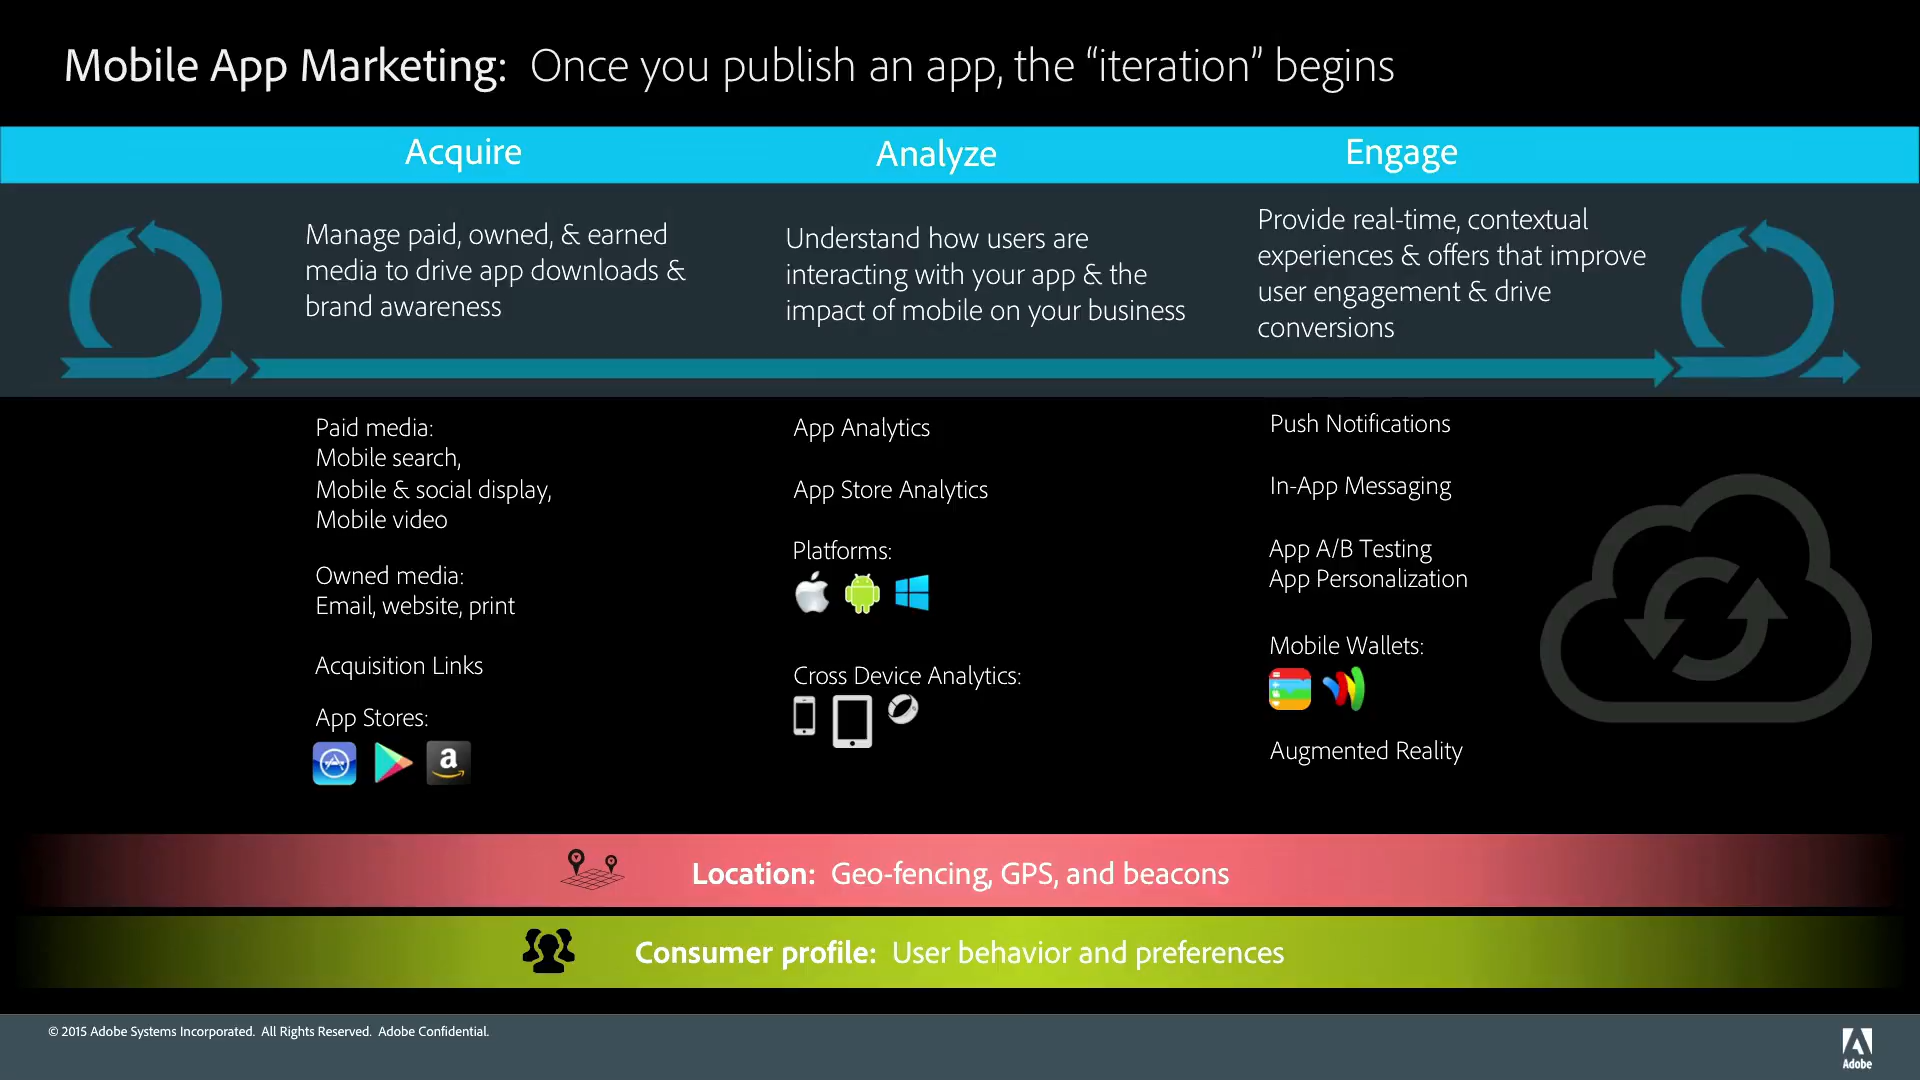 Mobile App Marketing: Once you publish an app, the “iteration” begins
Acquire
Analyze
Engage
Manage paid, owned, & earned
media to drive app downloads &
brand awareness
Understand how users are
interacting with your app & the
impact of mobile on your business
Provide real-time, contextual
experiences & offers that improve
user engagement & drive
conversions
Paid media:
Mobile search,
Mobile & social display,
Mobile video
Owned media:
Email, website, print
Acquisition Links
App Stores:
a
App Analytics
App Store Analytics
Platforms:
Cross Device Analytics:
Push Notifications
In-App Messaging
App A/B Testing
App Personalization
Mobile Wallets:
Augmented Reality
Location: Geo-fencing, GPS, and beacons
Consumer profile: User behavior and preferences
© 2015 Adobe Systems Incorporated. All Rights Reserved. Adobe Confidential.
Adobe